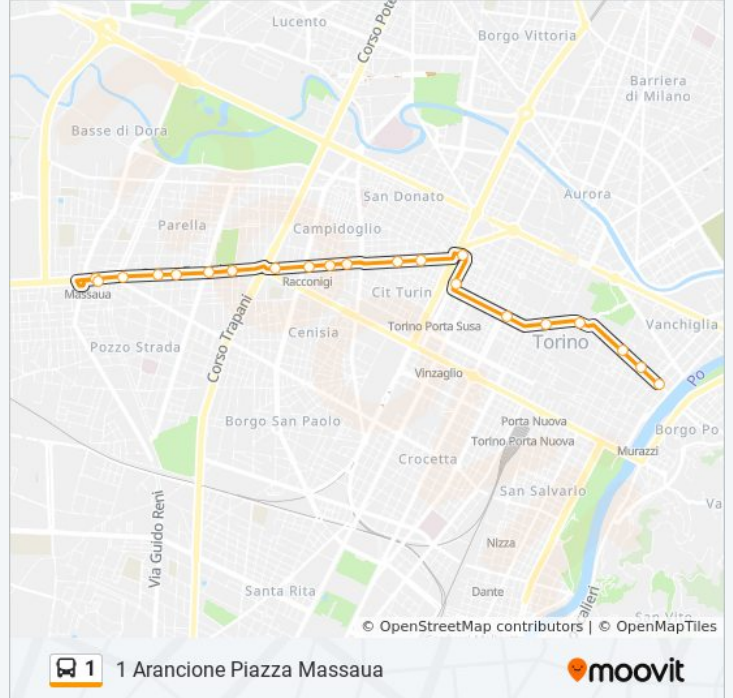 Lucento
Corso Pote
Borgo Vittoria
Barriera
di Milano
Basse di Dora
San Donato
Aurora
Parella
Campidoglio
Massaua
Racconigi
Cit Turin
Vanchiglia
Pozzo Strada
Corso Trapani
Cenisia
Torino Porta Susa
Torino
Vinzaglio
Po
Borgo San Paolo
Porta Nuova
Torino Porta Nuova
Borgo Po
Crocetta
Murazzi
San Salvario
Va
Via Guido Reni
Nizza
Santa Rita
Dante
alieri
San Vito
© OpenStreetMap contributors | © OpenMapTiles
1
1 Arancione Piazza Massaua
moovit